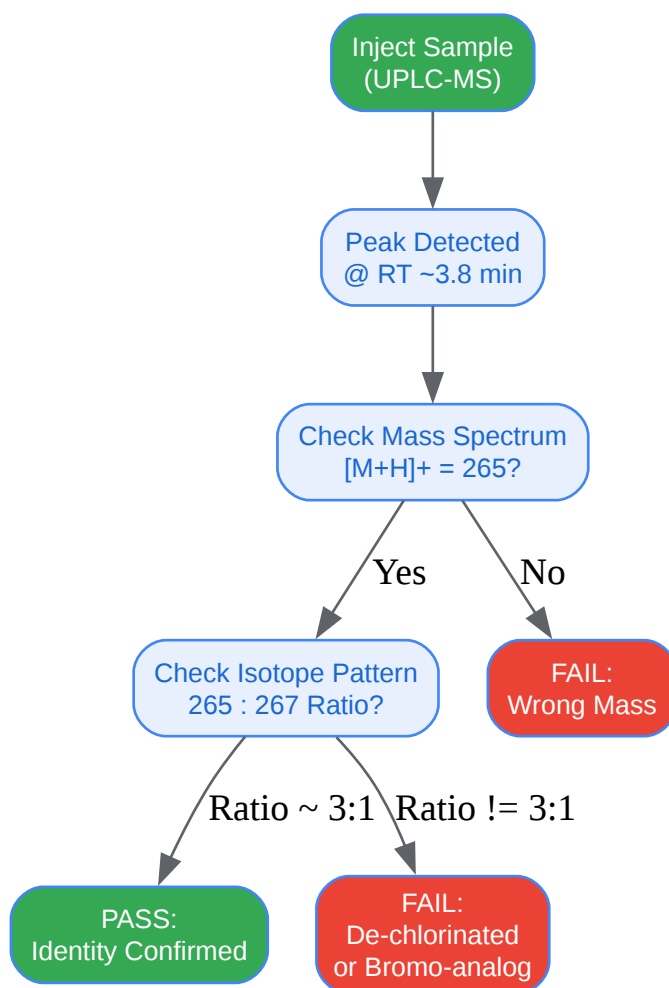 Inject Sample
(UPLC-MS)
Peak Detected
@ RT ~3.8 min
Check Mass Spectrum
[M+H]+ = 265?
Yes
No
Check Isotope Pattern
265 : 267 Ratio?
FAIL:
Wrong Mass
Ratio ~ 3:1
Ratio != 3:1
PASS:
Identity Confirmed
FAIL:
De-chlorinated
or Bromo-analog